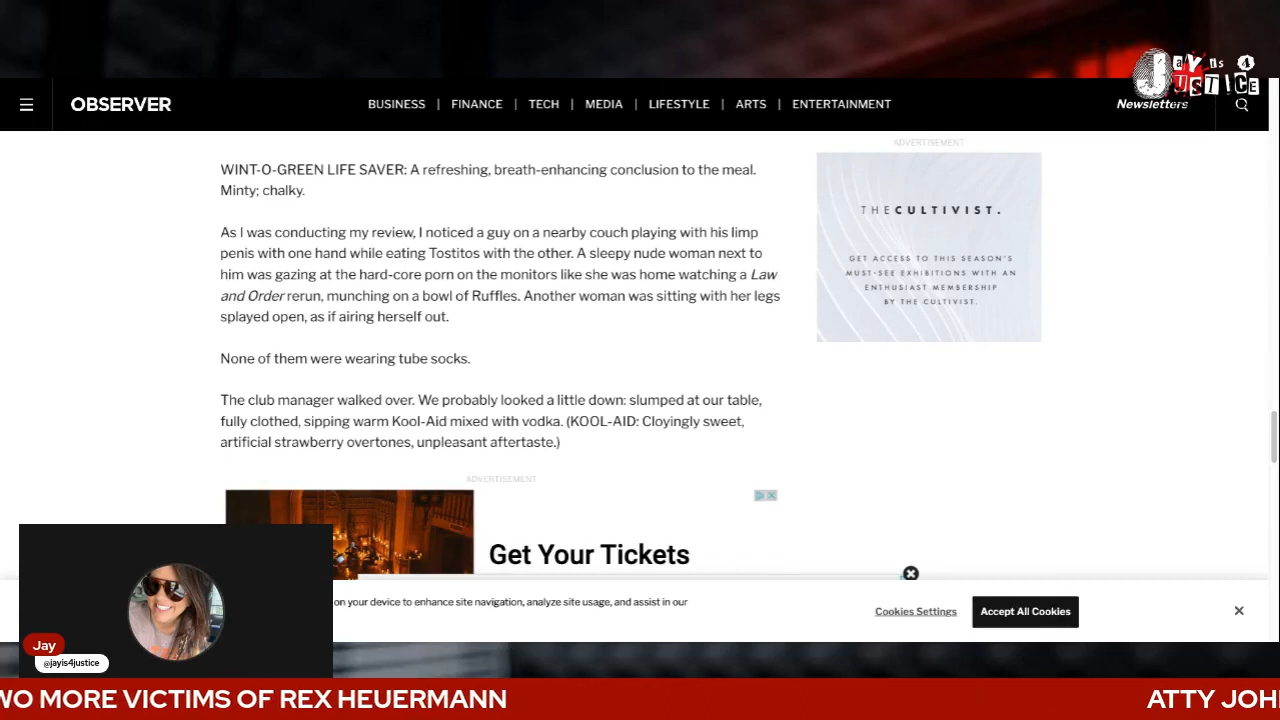 Jay is 4
JUSTICE
OBSERVER
BUSINESS | FINANCE | TECH | MEDIA | LIFESTYLE | ARTS | ENTERTAINMENT
Newsletters
ADVERTISEMENT
WINT-O-GREEN LIFE SAVER: A refreshing, breath-enhancing conclusion to the meal.
Minty; chalky.
As I was conducting my review, I noticed a guy on a nearby couch playing with his limp
penis with one hand while eating Tostitos with the other. A sleepy nude woman next to
him was gazing at the hard-core porn on the monitors like she was home watching a Law
and Order rerun, munching on a bowl of Ruffles. Another woman was sitting with her legs
splayed open, as if airing herself out.
None of them were wearing tube socks.
The club manager walked over. We probably looked a little down: slumped at our table,
fully clothed, sipping warm Kool-Aid mixed with vodka. (KOOL-AID: Cloyingly sweet,
artificial strawberry overtones, unpleasant aftertaste.)
THE CULTIVIST.
GET ACCESS TO THIS SEASON'S
MUST-SEE EXHIBITIONS WITH AN
ENTHUSIAST MEMBERSHIP
BY THE CULTIVIST.
ADVERTISEMENT
Get Your Tickets
on your device to enhance site navigation, analyze site usage, and assist in our
Cookies Settings
Accept All Cookies
Jay
@jayis4justice
WO MORE VICTIMS OF REX HEUERMANN
ATTY JOH